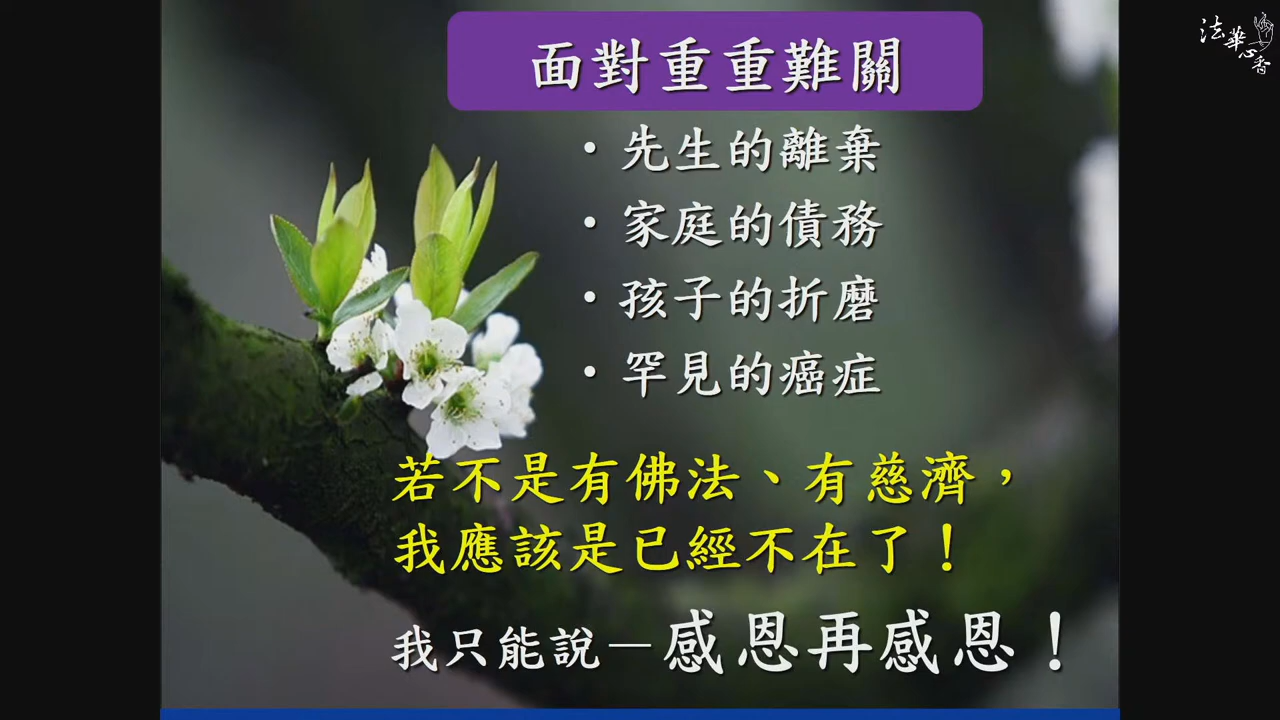 法華心香
面對重重難關
・先生的離棄
・家庭的債務
・孩子的折磨
・罕見的癌症
若不是有佛法、有慈濟，
我應該是已經不在了！
我只能說－感恩再感恩！